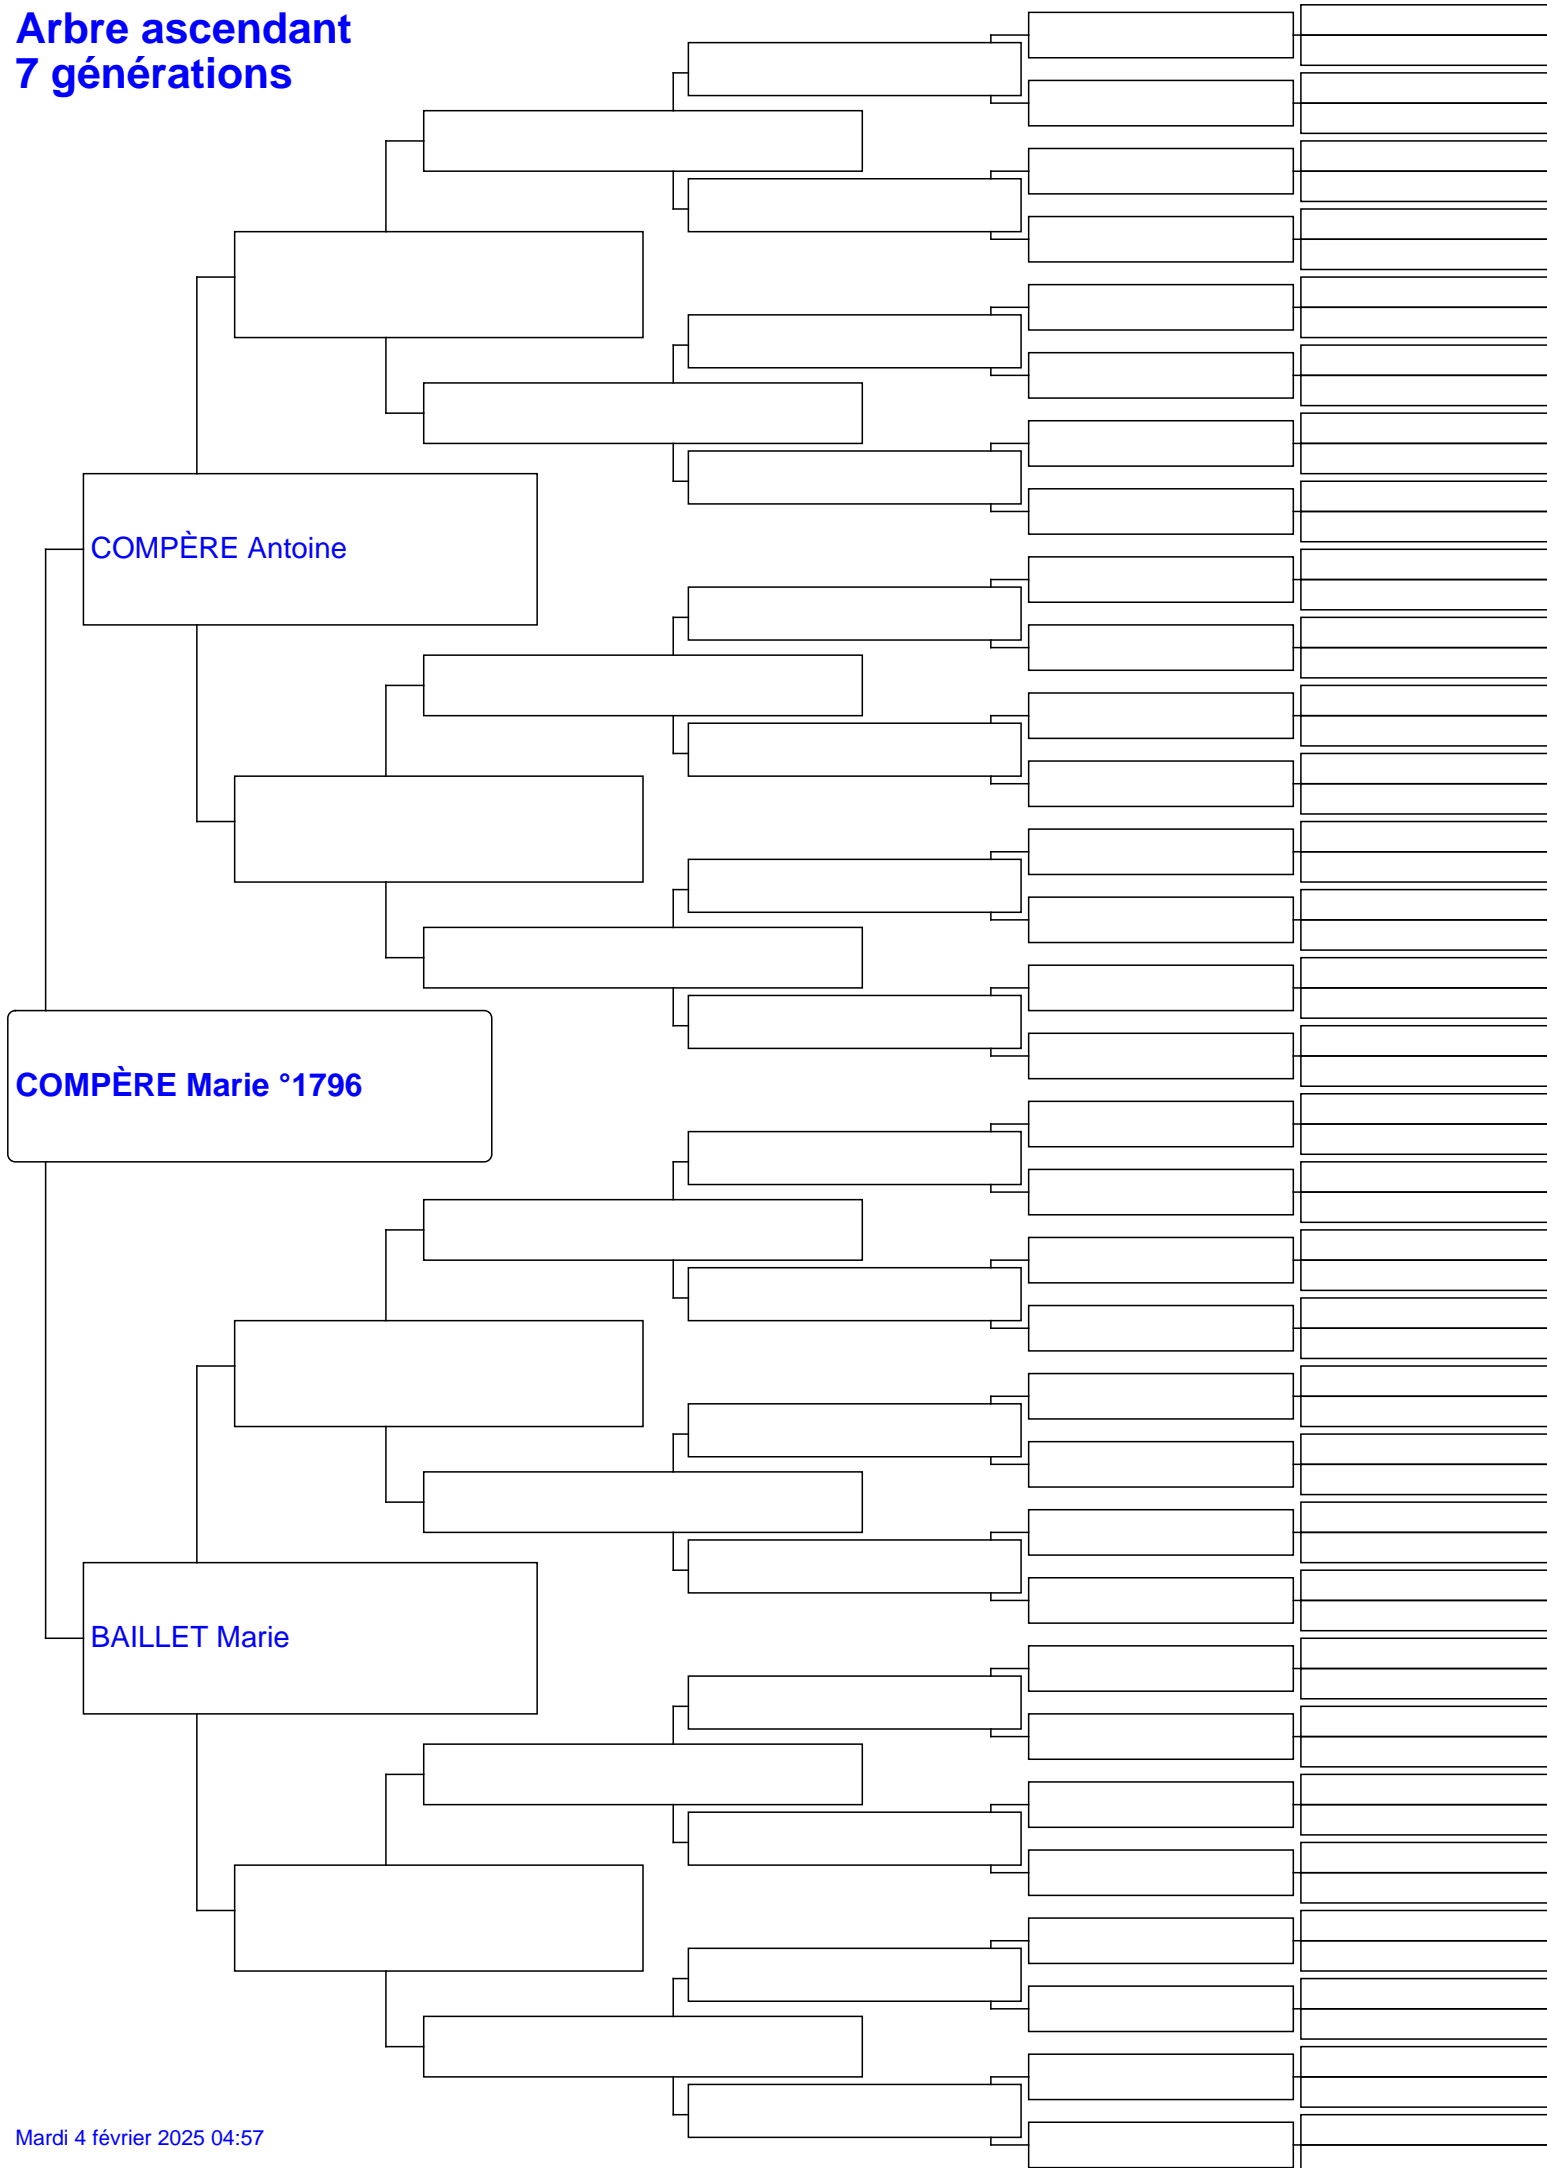 Arbre ascendant
7 générations
COMPÈRE Antoine
COMPÈRE Marie °1796
BAILLET Marie
Mardi 4 février 2025 04:57